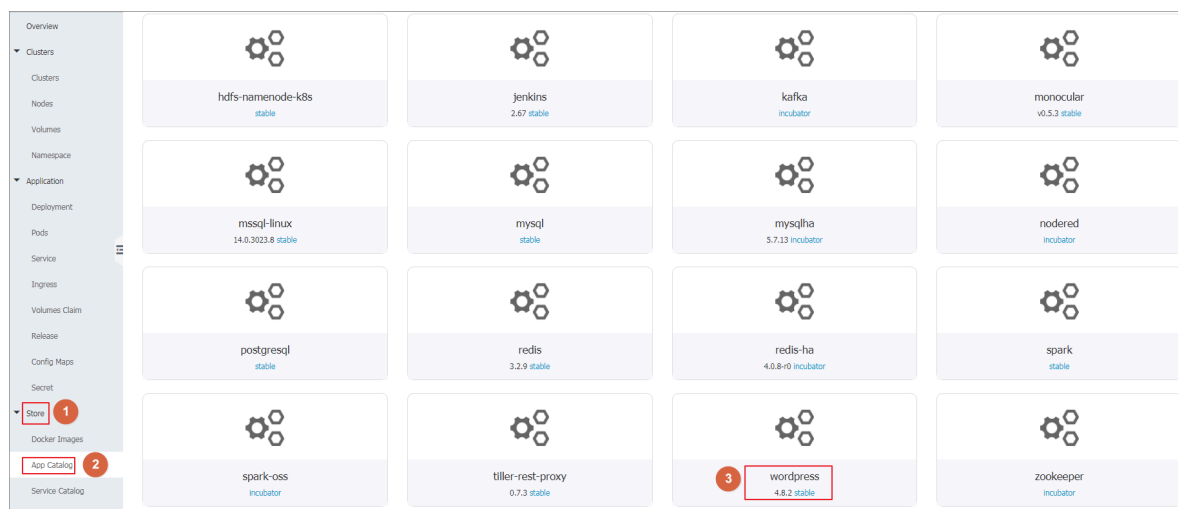 Overview
Clusters
Clusters
Nodes
Volumes
Namespace
Application
Deployment
Pods
Service
Ingress
Volumes Claim
Release
Config Maps
Secret
Store 1
Docker Images
App Catalog 2
Service Catalog
hdfs-namenode-k8s
stable
jenkins
2.67 stable
kafka
incubator
monocular
v0.5.3 stable
mssql-linux
14.0.3023.8 stable
mysql
stable
mysqlha
5.7.13 incubator
nodered
incubator
postgresql
stable
redis
3.2.9 stable
redis-ha
4.0.8-r0 incubator
spark
stable
spark-oss
incubator
tiller-rest-proxy
0.7.3 stable
3 wordpress
4.8.2 stable
zookeeper
incubator